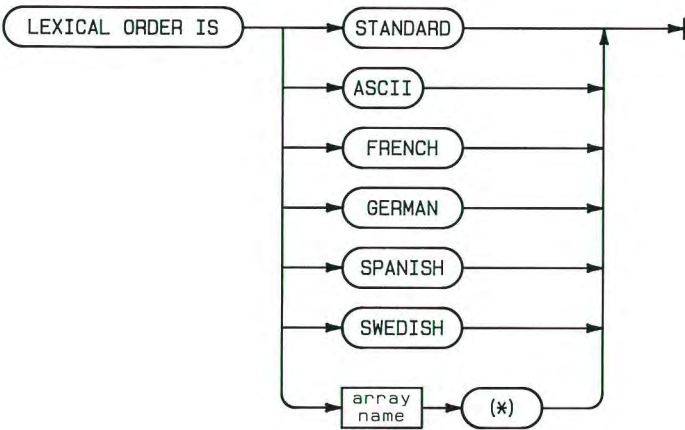 LEXICAL ORDER IS
STANDARD
ASCII
FRENCH
GERMAN
SPANISH
SWEDISH
array
name
(*)